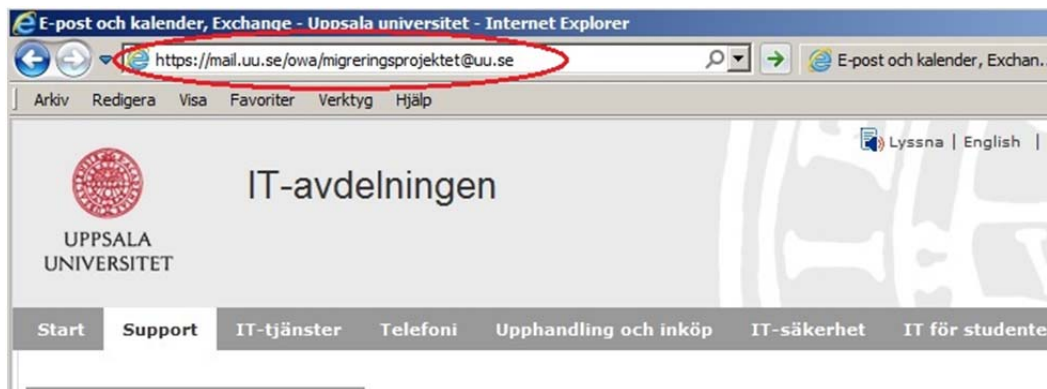 E-post och kalender, Exchange - Uppsala universitet - Internet Explorer
https://mail.uu.se/owa/migreringsprojektet@uu.se
E-post och kalender, Exchan...
Arkiv Redigera Visa Favoriter Verktyg Hjälp
Lyssna | English |
IT-avdelningen
UPPSALA
UNIVERSITET
Start Support IT-tjänster Telefoni Upphandling och inköp IT-säkerhet IT för studente